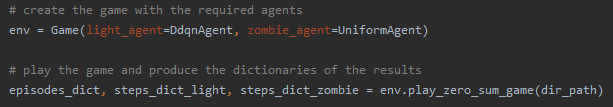 # create the game with the required agents
env = Game(light_agent=DdqnAgent, zombie_agent=UniformAgent)
# play the game and produce the dictionaries of the results
episodes_dict, steps_dict_light, steps_dict_zombie = env.play_zero_sum_game(dir_path)